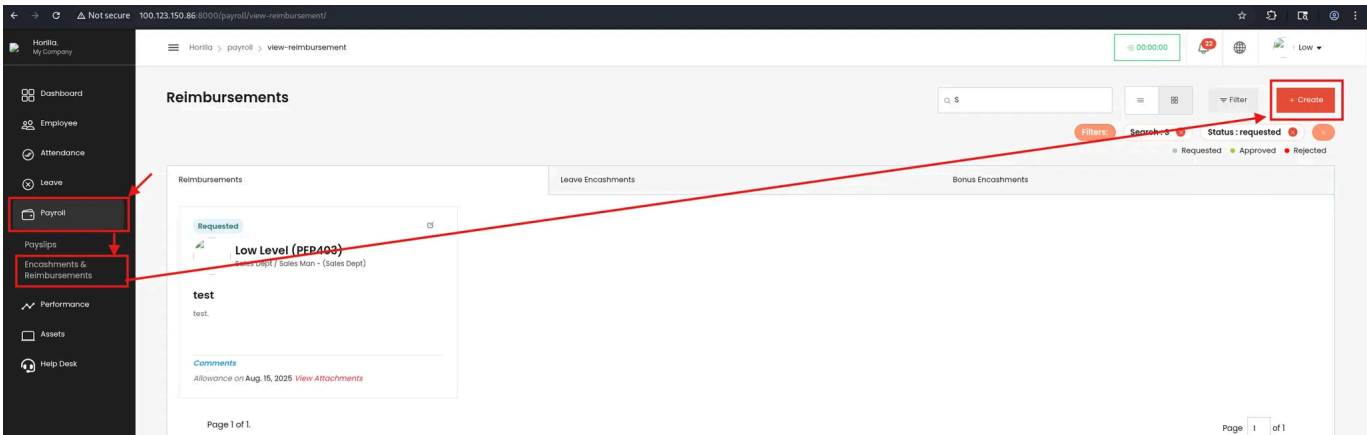 Not secure 100.123.150.86:8000/payroll/view-reimbursement/
Horilla.
My Company
Horilla > payroll > view-reimbursement
00:00:00
22
Low
Dashboard
Employee
Attendance
Leave
Payroll
Payslips
Encashments &
Reimbursements
Performance
Assets
Help Desk
Reimbursements
S
Filter
+ Create
Filters:
Search : S
Status : requested
Requested
Approved
Rejected
Reimbursements
Leave Encashments
Bonus Encashments
Requested
Low Level (PEP403)
Sales Dept / Sales Man - (Sales Dept)
test
test.
Comments
Allowance on Aug. 15, 2025 View Attachments
Page 1 of 1.
Page 1 of 1